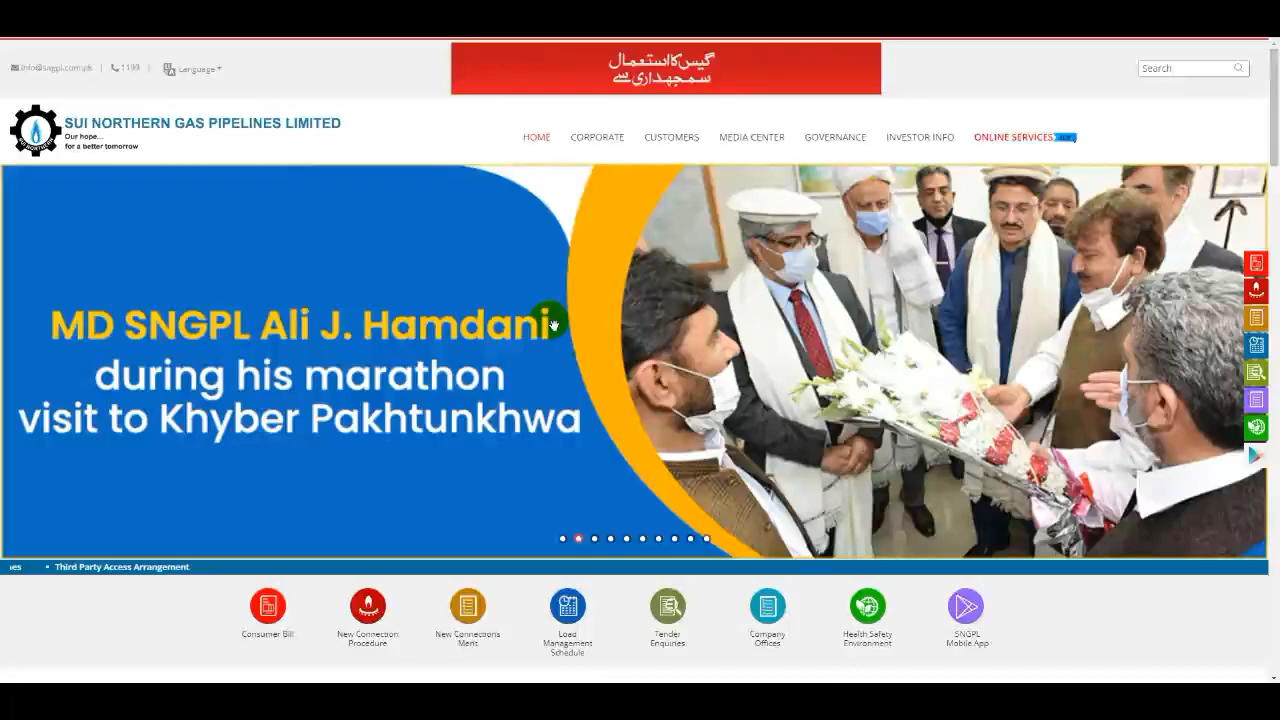 info@sngpl.com.pk | 1199 | Language
گیس کا استعمال
سمجھداری سے
Search
SUI NORTHERN GAS PIPELINES LIMITED
Our hope...
for a better tomorrow
HOME CORPORATE CUSTOMERS MEDIA CENTER GOVERNANCE INVESTOR INFO ONLINE SERVICES
MD SNGPL Ali J. Hamdani
during his marathon
visit to Khyber Pakhtunkhwa
es • Third Party Access Arrangement
Consumer Bill
New Connection
Procedure
New Connections
Merit
Load
Management
Schedule
Tender
Enquiries
Company
Offices
Health Safety
Environment
SNGPL
Mobile App